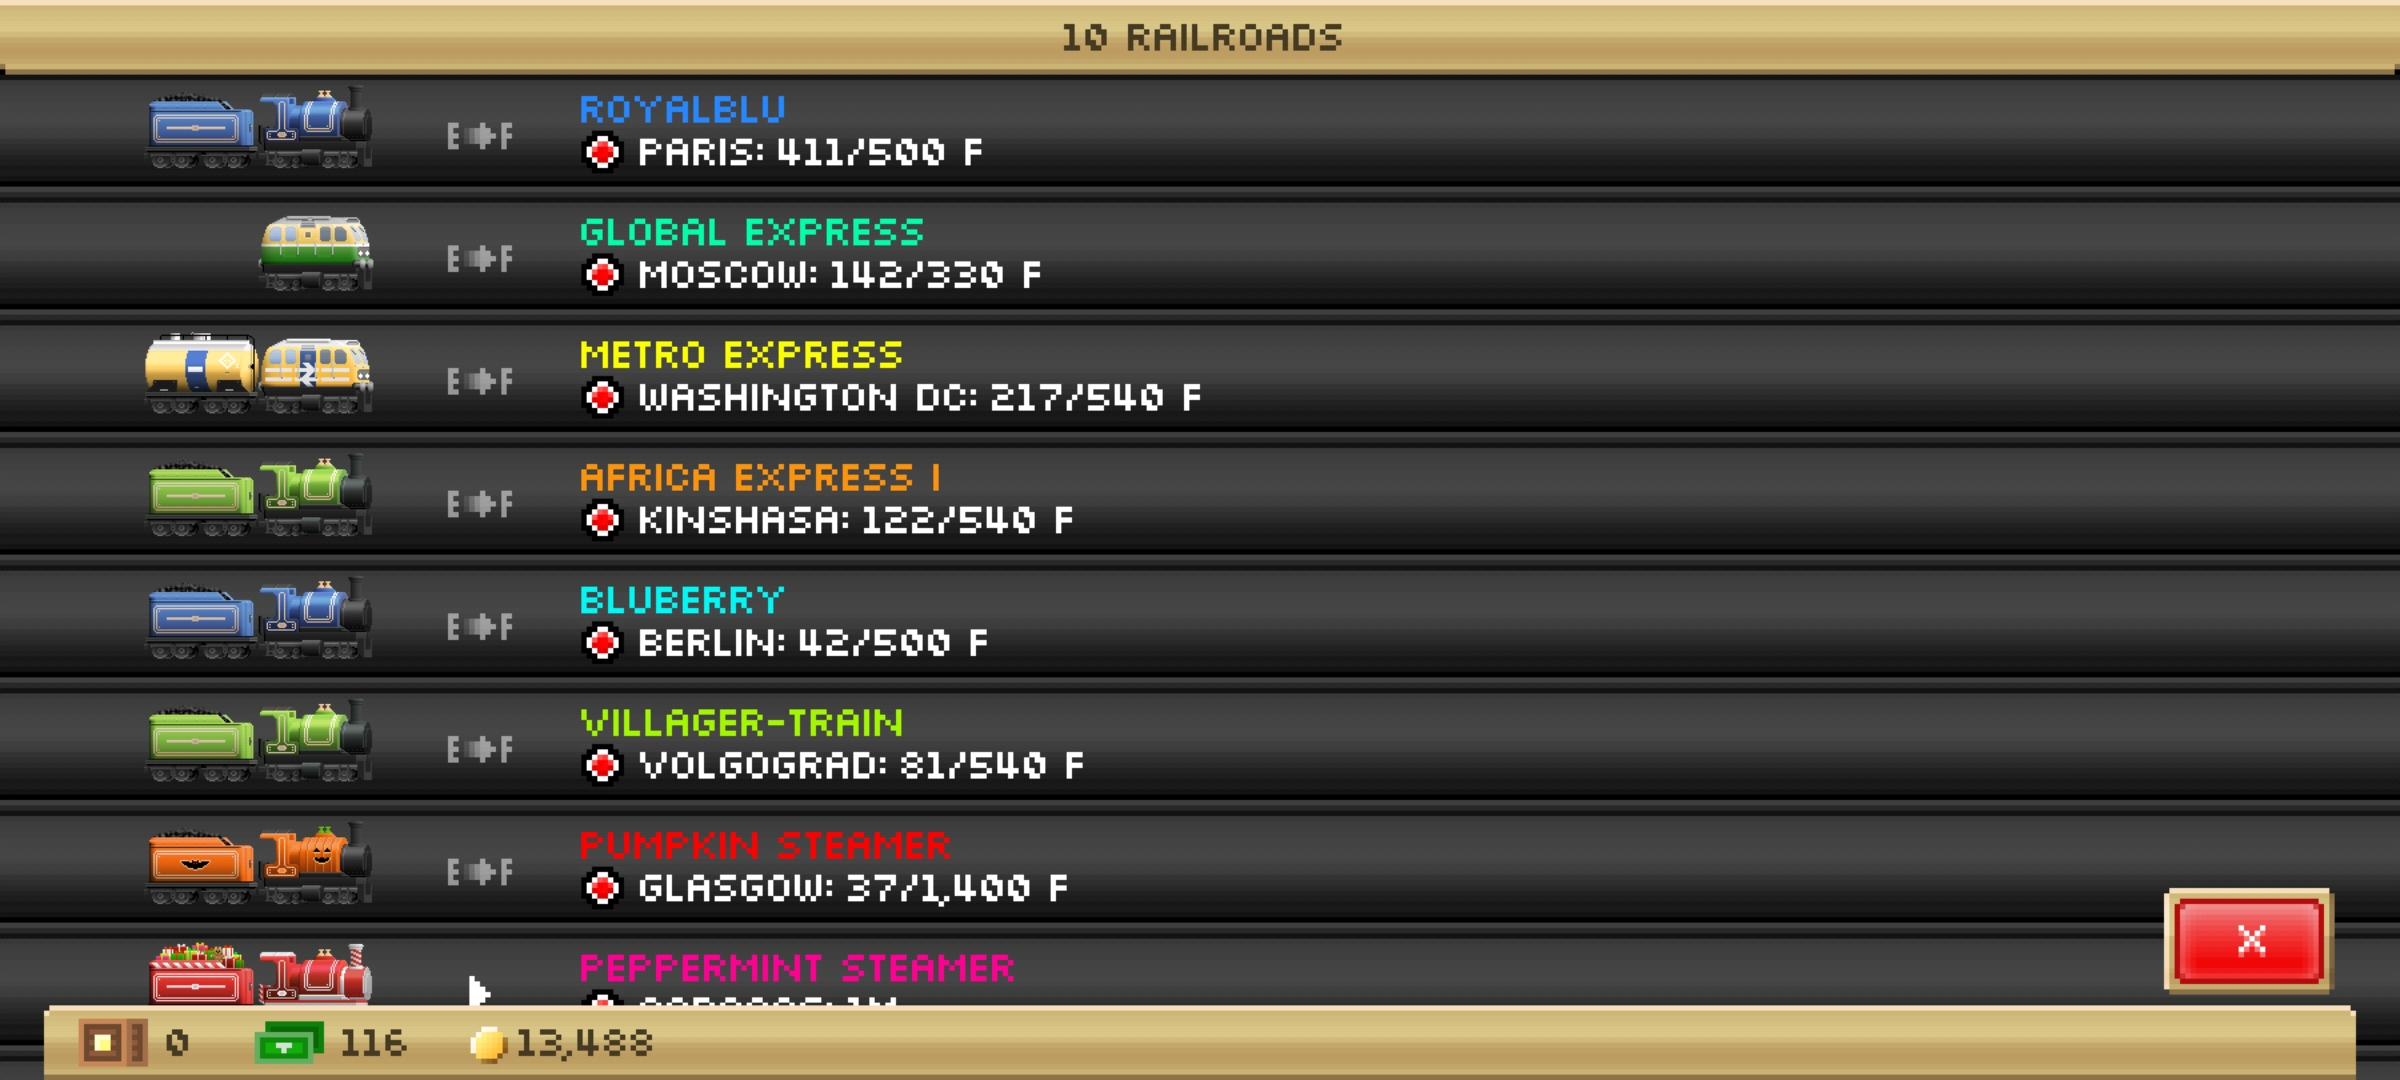 10 RAILROADS
ROYALBLU
E F PARIS: 411/500 F
GLOBAL EXPRESS
E F MOSCOW: 142/330 F
METRO EXPRESS
E F WASHINGTON DC: 217/540 F
AFRICA EXPRESS I
E F KINSHASA: 122/540 F
BLUBERRY
E F BERLIN: 42/500 F
VILLAGER-TRAIN
E F VOLGOGRAD: 81/540 F
PUMPKIN STEAMER
E F GLASGOW: 37/1,400 F
PEPPERMINT STEAMER
X
0 116 13,488